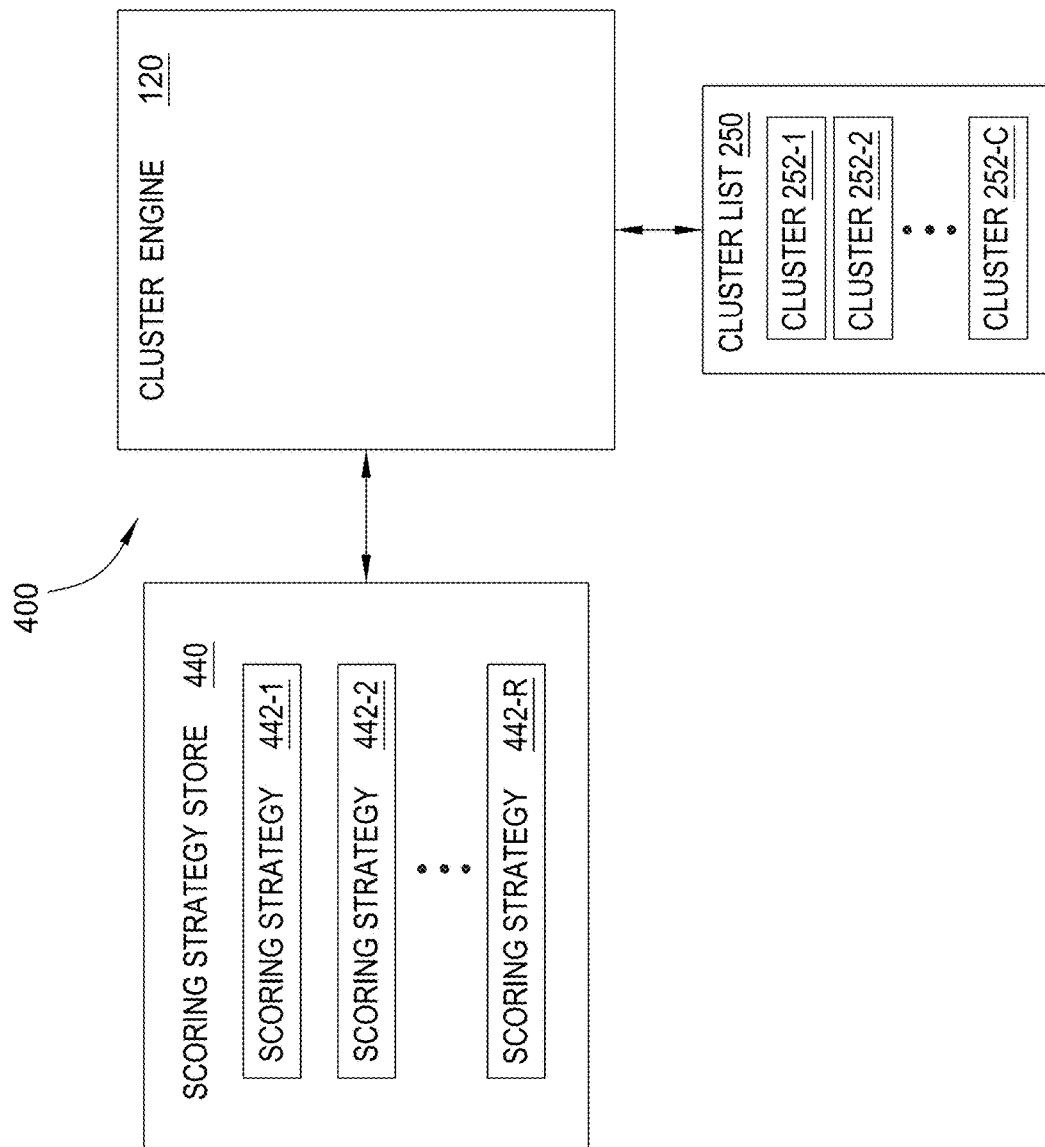 400
SCORING STRATEGY STORE 440
SCORING STRATEGY 442-1
SCORING STRATEGY 442-2
SCORING STRATEGY 442-R
CLUSTER ENGINE 120
CLUSTER LIST 250
CLUSTER 252-1
CLUSTER 252-2
CLUSTER 252-C